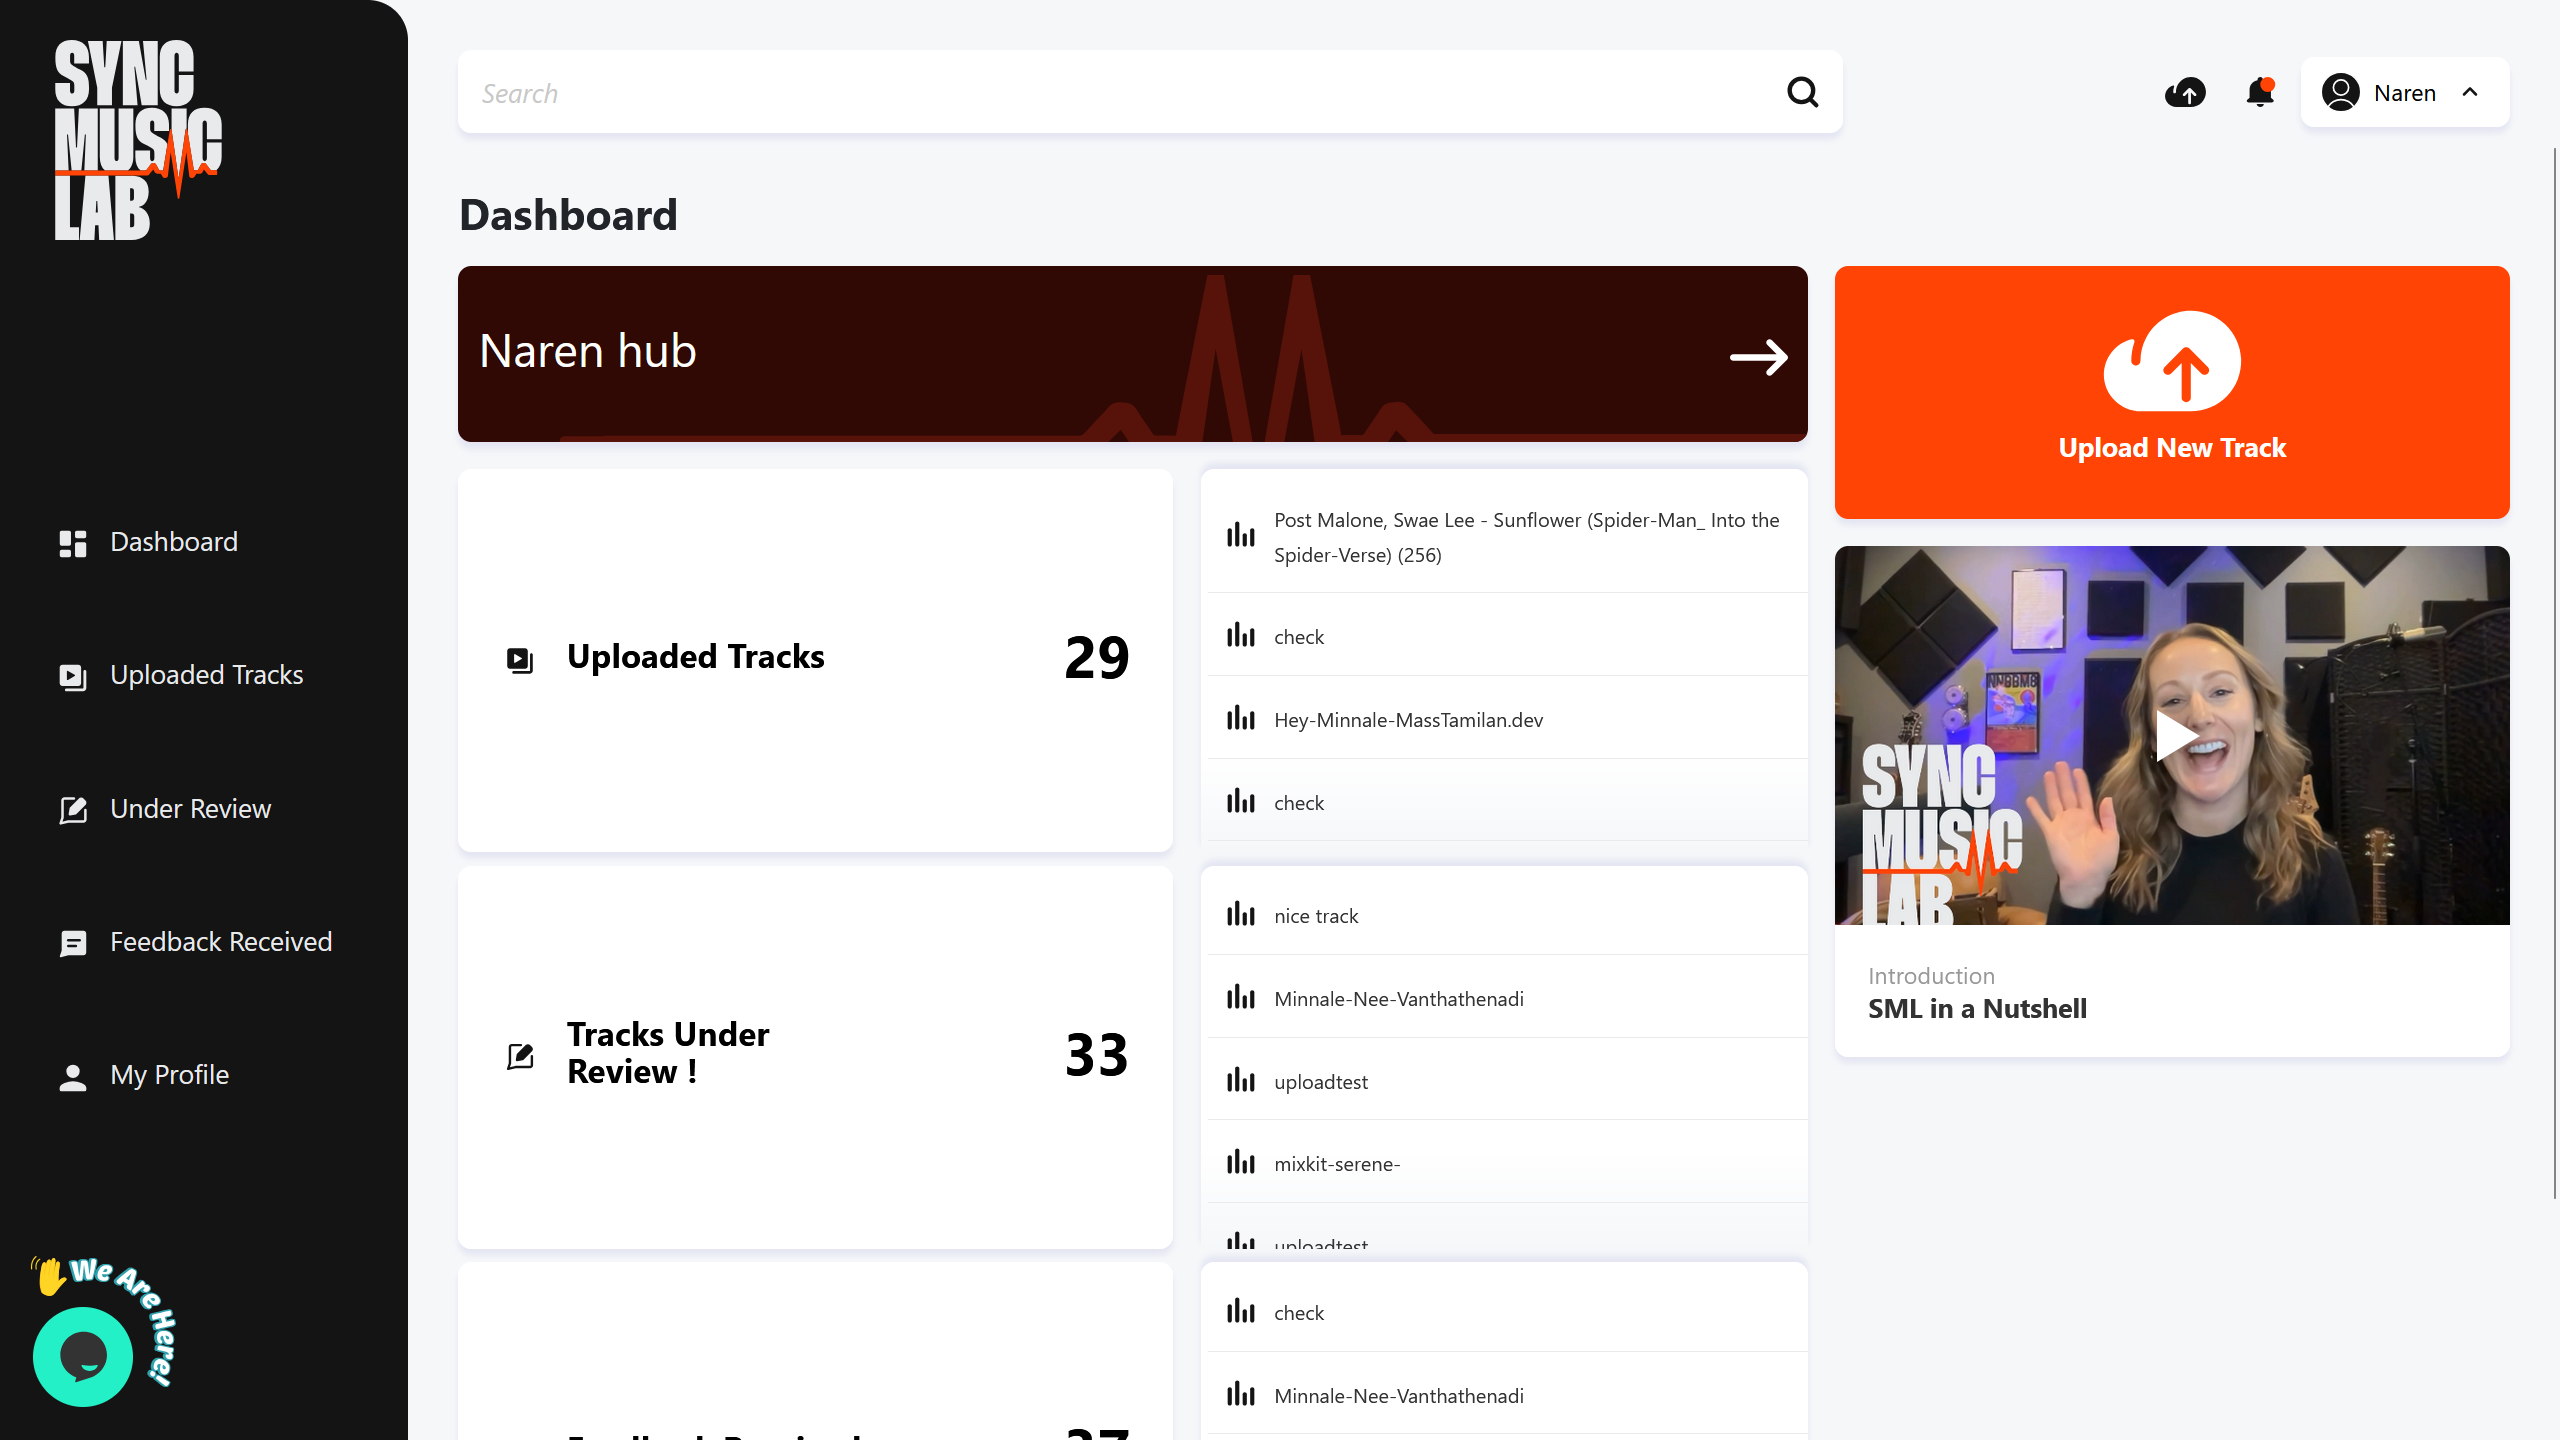 SYNC
MUSIC
LAB
Search
Naren
Dashboard
Dashboard
Uploaded Tracks
Under Review
Feedback Received
My Profile
We Are Here!
Naren hub
Uploaded Tracks
29
Post Malone, Swae Lee - Sunflower (Spider-Man_ Into the
Spider-Verse) (256)
check
Hey-Minnale-MassTamilan.dev
check
Tracks Under
Review !
33
nice track
Minnale-Nee-Vanthathenadi
uploadtest
mixkit-serene-
uploadtest
check
Minnale-Nee-Vanthathenadi
Upload New Track
SYNC
MUSIC
LAB
Introduction
SML in a Nutshell